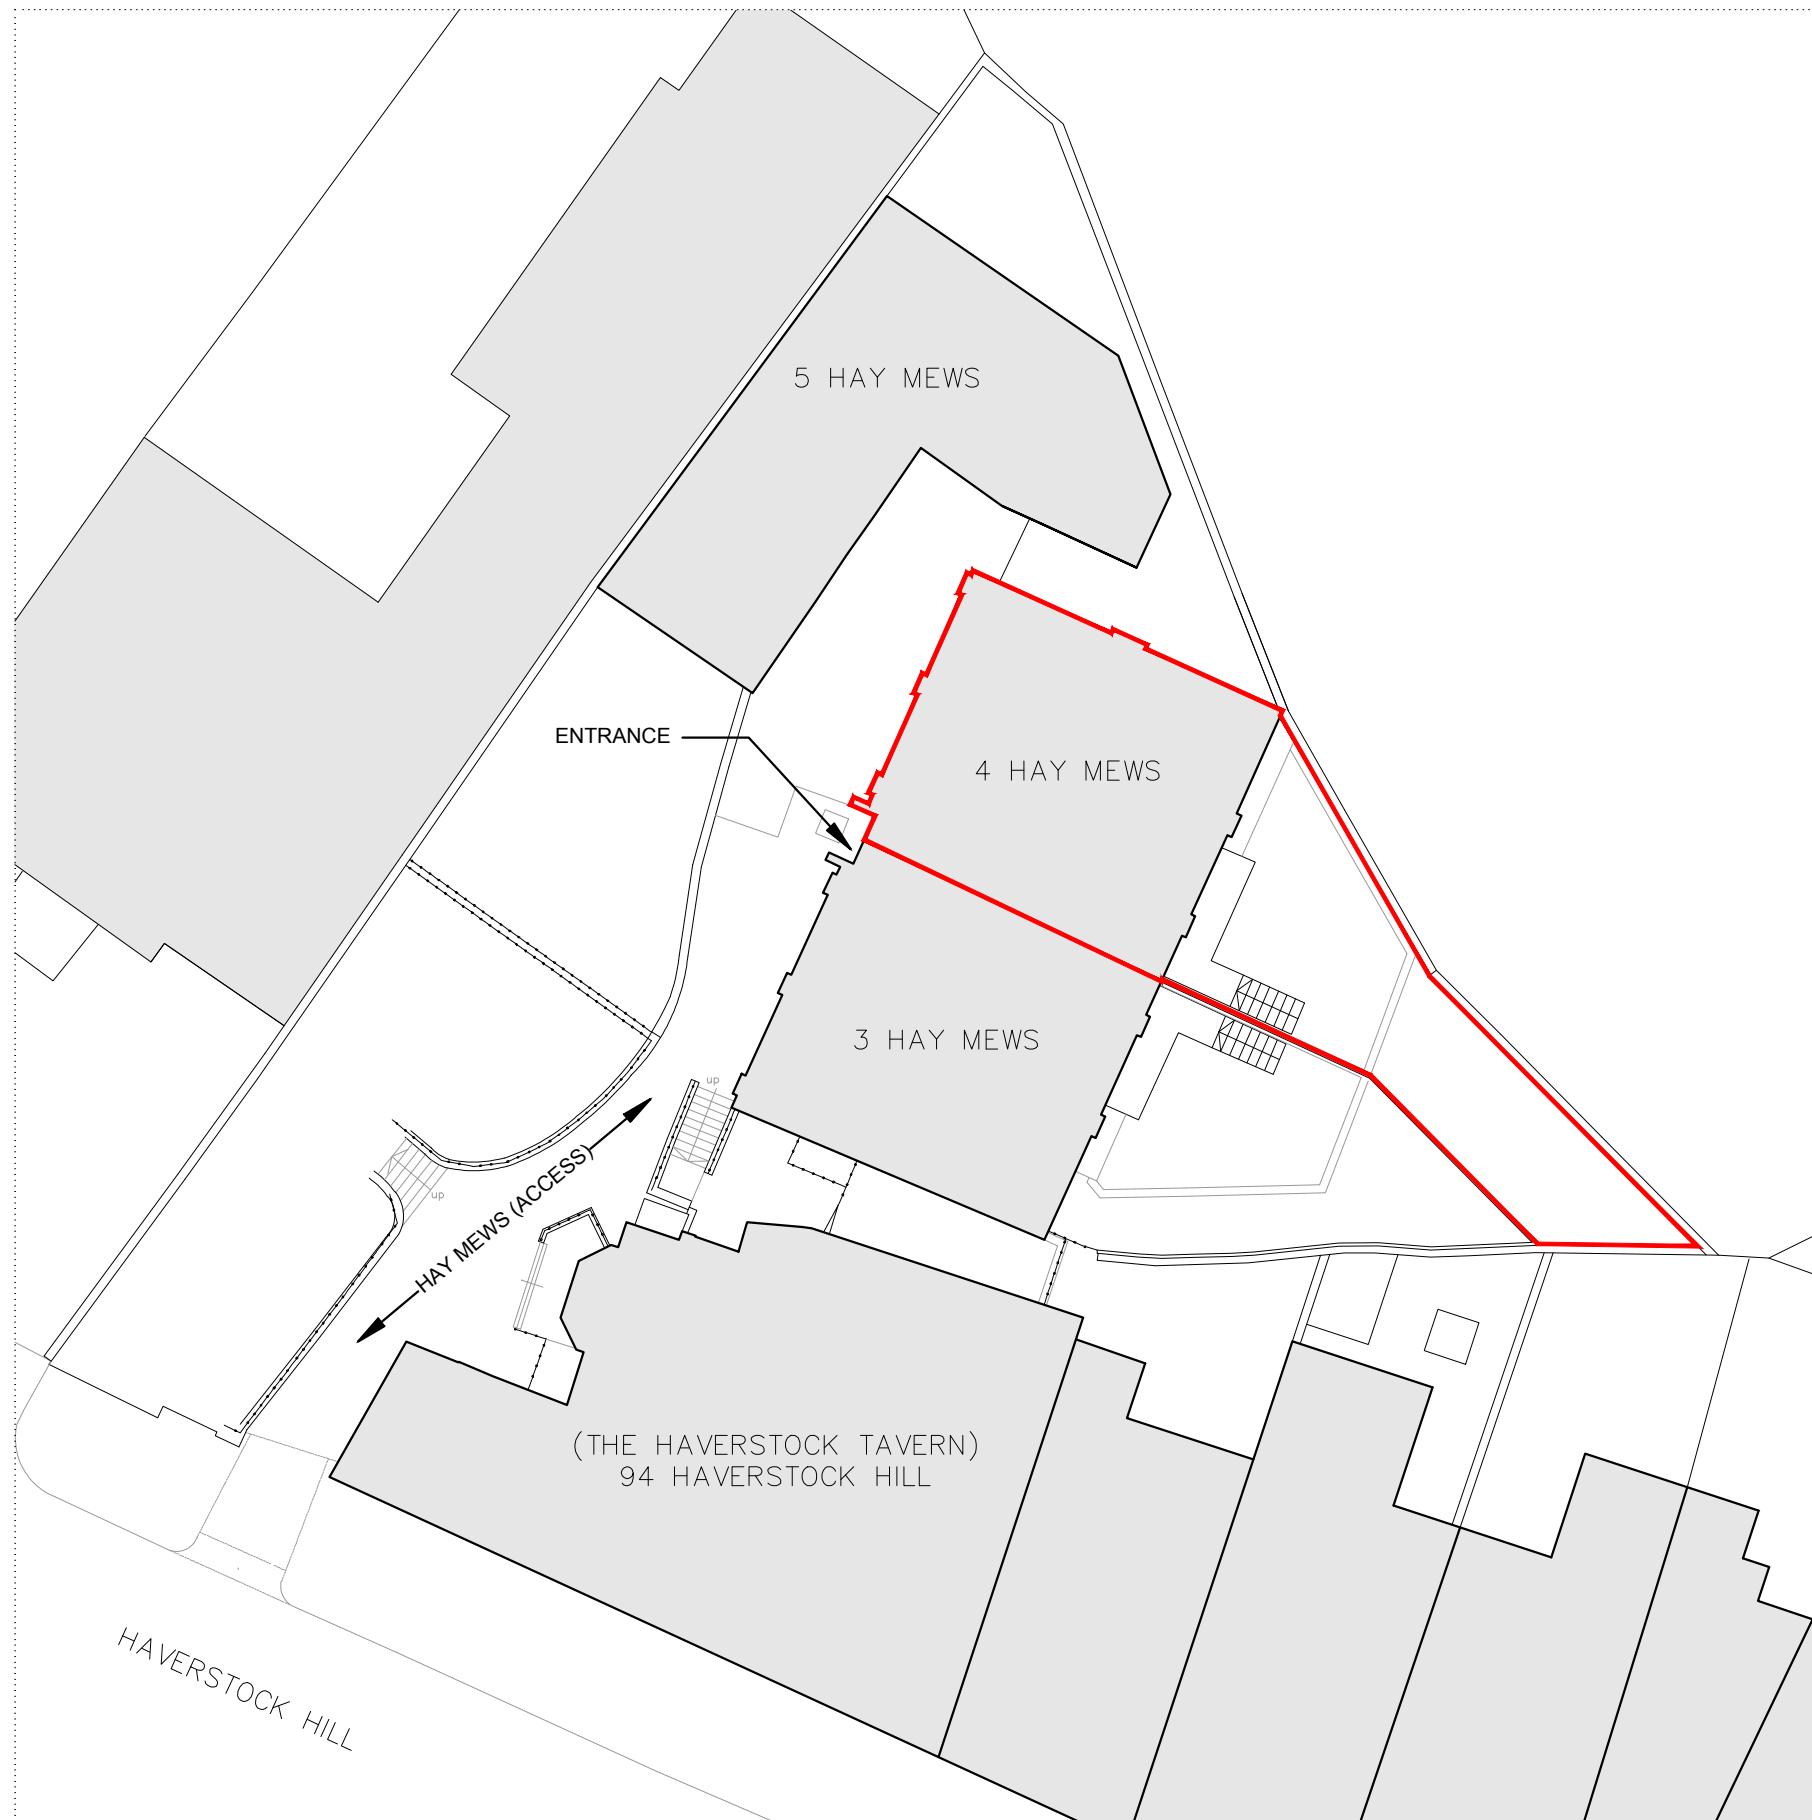 5 HAY MEWS
ENTRANCE
4 HAY MEWS
3 HAY MEWS
up
HAY MEWS (ACCESS)
up
(THE HAVERSTOCK TAVERN)
94 HAVERSTOCK HILL
HAVERSTOCK HILL